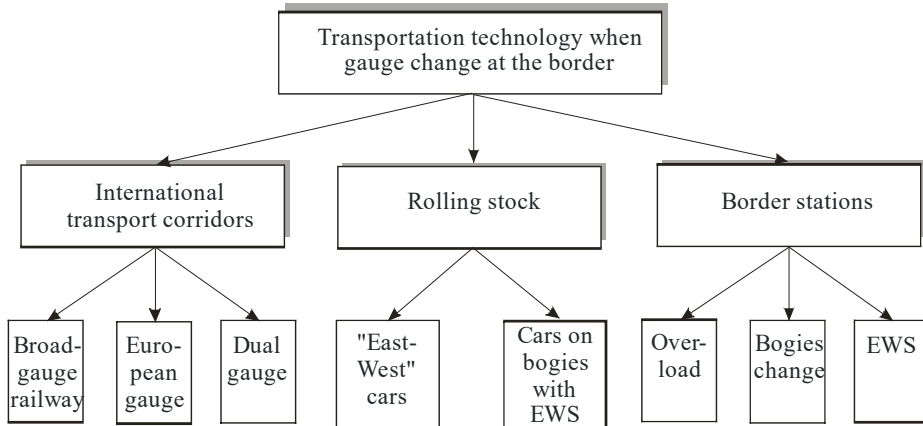 Transportation technology when
gauge change at the border
International
transport corridors
Rolling stock
Border stations
Broad-
gauge
railway
Euro-
pean
gauge
Dual
gauge
"East-
West"
cars
Cars on
bogies
with
EWS
Over-
load
Bogies
change
EWS